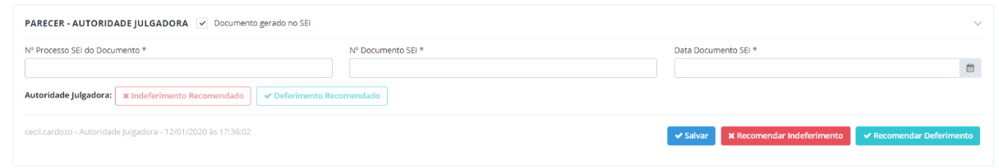 PARECER - AUTORIDADE JULGADORA Documento gerado no SEI
Nº Processo SEI do Documento * Nº Documento SEI * Data Documento SEI *
Autoridade Julgadora: Indeferimento Recomendado Deferimento Recomendado
cecil.cardozo - Autoridade Julgadora - 12/01/2020 às 17:36:02 Salvar Recomendar Indeferimento Recomendar Deferimento